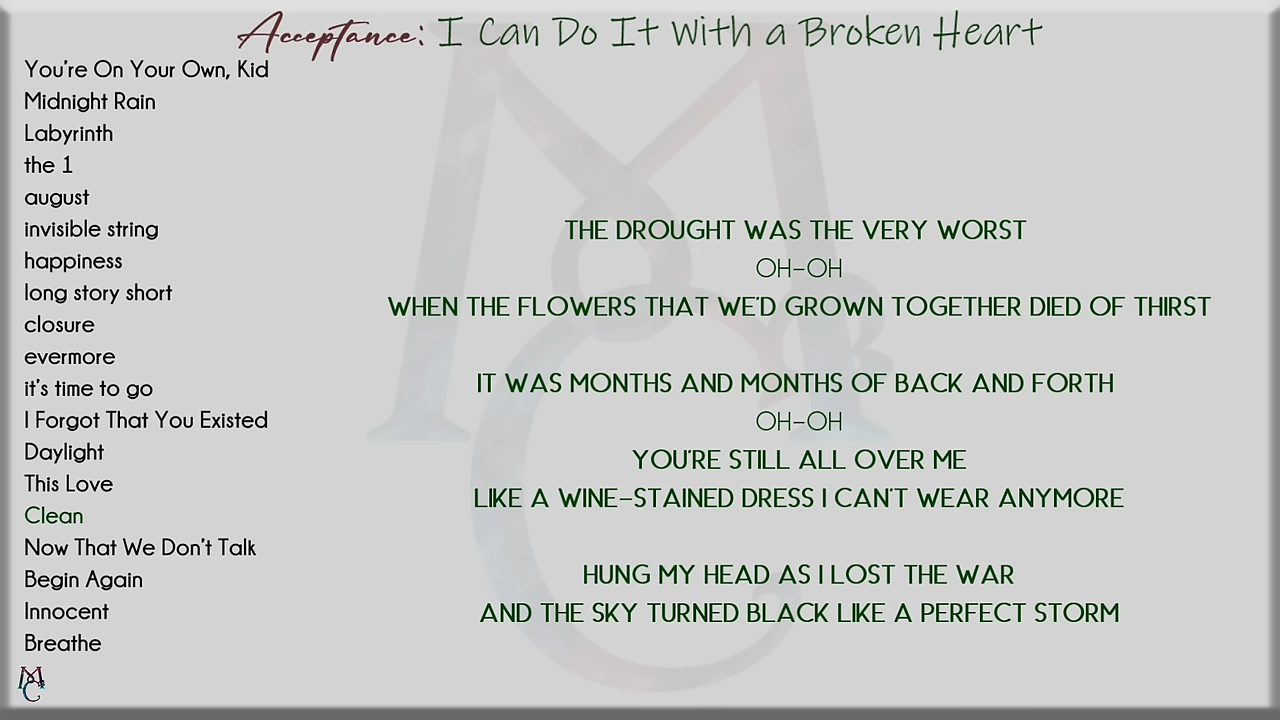 Acceptance: I Can Do It With a Broken Heart
You're On Your Own, Kid
Midnight Rain
Labyrinth
the 1
august
invisible string
happiness
long story short
closure
evermore
it's time to go
I Forgot That You Existed
Daylight
This Love
Clean
Now That We Don't Talk
Begin Again
Innocent
Breathe
THE DROUGHT WAS THE VERY WORST
OH-OH
WHEN THE FLOWERS THAT WE'D GROWN TOGETHER DIED OF THIRST
IT WAS MONTHS AND MONTHS OF BACK AND FORTH
OH-OH
YOU'RE STILL ALL OVER ME
LIKE A WINE-STAINED DRESS I CAN'T WEAR ANYMORE
HUNG MY HEAD AS I LOST THE WAR
AND THE SKY TURNED BLACK LIKE A PERFECT STORM